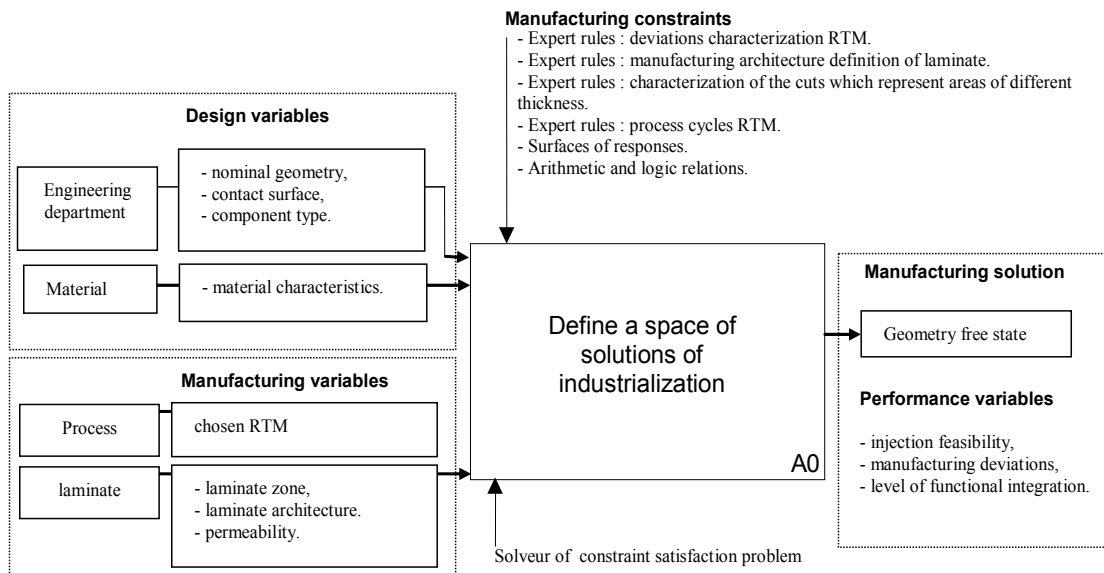 Manufacturing constraints
- Expert rules : deviations characterization RTM.
- Expert rules : manufacturing architecture definition of laminate.
- Expert rules : characterization of the cuts which represent areas of different
thickness.
- Expert rules : process cycles RTM.
- Surfaces of responses.
- Arithmetic and logic relations.
Design variables
Engineering
department
- nominal geometry,
- contact surface,
- component type.
Material
- material characteristics.
Manufacturing variables
Process
chosen RTM
laminate
- laminate zone,
- laminate architecture.
- permeability.
Define a space of
solutions of
industrialization
A0
Solveur of constraint satisfaction problem
Manufacturing solution
Geometry free state
Performance variables
- injection feasibility,
- manufacturing deviations,
- level of functional integration.